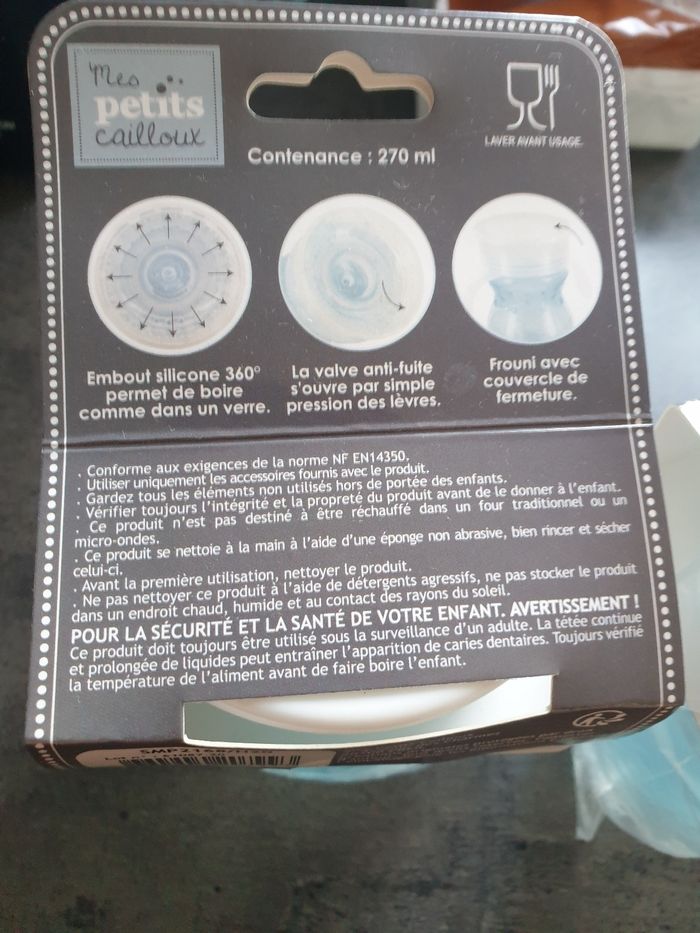 Mes
petits
cailloux
LAVER AVANT USAGE
Contenance : 270 ml
Embout silicone 360°
permet de boire
comme dans un verre.
La valve anti-fuite
s'ouvre par simple
pression des lèvres.
Frouni avec
couvercle de
fermeture.
. Conforme aux exigences de la norme NF EN14350.
. Utiliser uniquement les accessoires fournis avec le produit.
. Gardez tous les éléments non utilisés hors de portée des enfants.
. Vérifier toujours l'intégrité et la propreté du produit avant de le donner à l'enfant.
. Ce produit n'est pas destiné à être réchauffé dans un four traditionnel ou un
micro-ondes.
. Ce produit se nettoie à la main à l'aide d'une éponge non abrasive, bien rincer et sécher
celui-ci.
. Avant la première utilisation, nettoyer le produit.
. Ne pas nettoyer ce produit à l'aide de détergents agressifs, ne pas stocker le produit
dans un endroit chaud, humide et au contact des rayons du soleil.
POUR LA SÉCURITÉ ET LA SANTÉ DE VOTRE ENFANT. AVERTISSEMENT !
Ce produit doit toujours être utilisé sous la surveillance d'un adulte. La tétée continue
et prolongée de liquides peut entraîner l'apparition de caries dentaires. Toujours vérifié
la température de l'aliment avant de faire boire l'enfant.